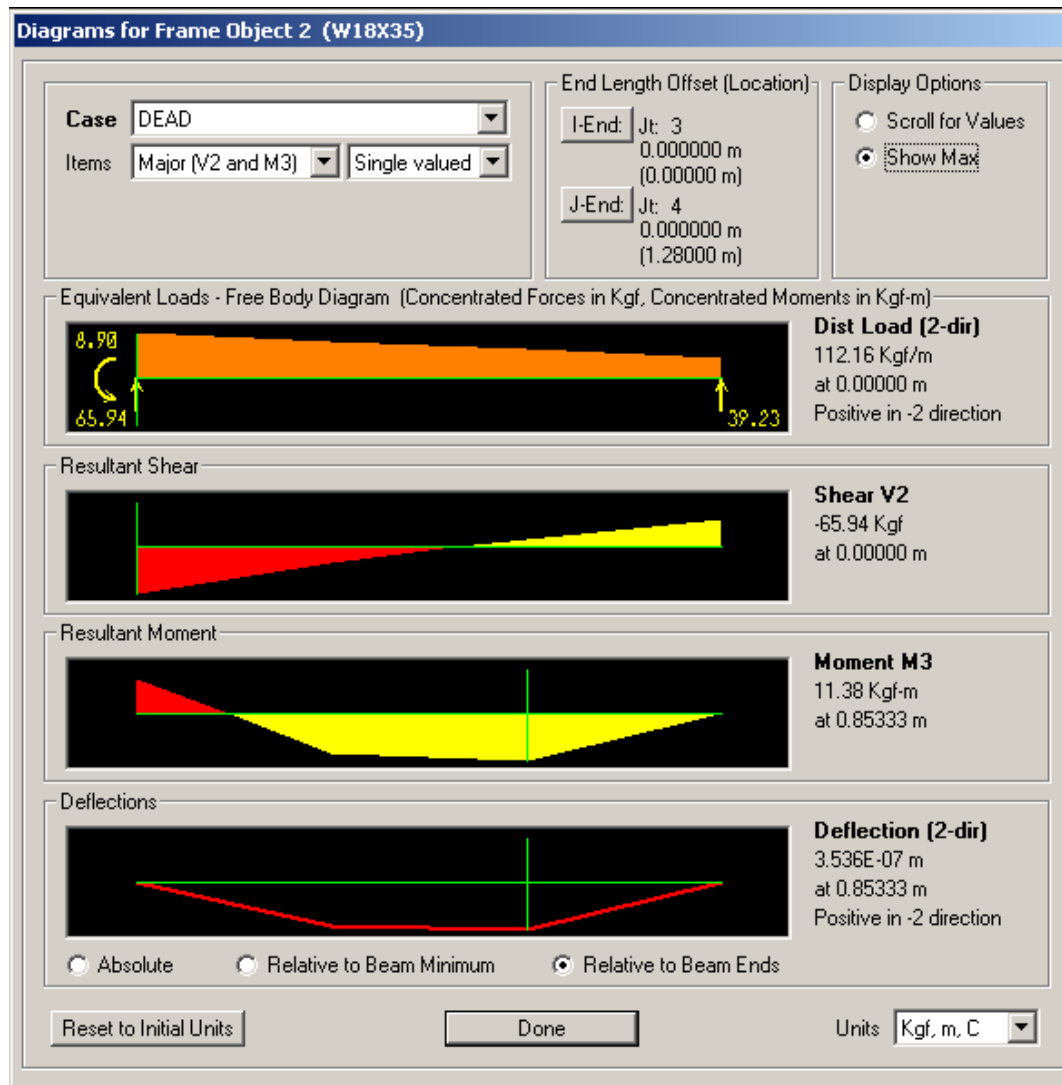 Diagrams for Frame Object 2 (W18X35)
End Length Offset (Location)
Display Options
Case DEAD
Items Major (V2 and M3) Single valued
I-End: Jt: 3
0.000000 m
(0.00000 m)
J-End: Jt: 4
0.000000 m
(1.28000 m)
Scroll for Values
Show Max
Equivalent Loads - Free Body Diagram (Concentrated Forces in Kgf, Concentrated Moments in Kgf-m)
8.90
65.94
39.23
Dist Load (2-dir)
112.16 Kgf/m
at 0.00000 m
Positive in -2 direction
Resultant Shear
Shear V2
-65.94 Kgf
at 0.00000 m
Resultant Moment
Moment M3
11.38 Kgf-m
at 0.85333 m
Deflections
Deflection (2-dir)
3.536E-07 m
at 0.85333 m
Positive in -2 direction
Absolute Relative to Beam Minimum Relative to Beam Ends
Reset to Initial Units Done Units Kgf, m, C